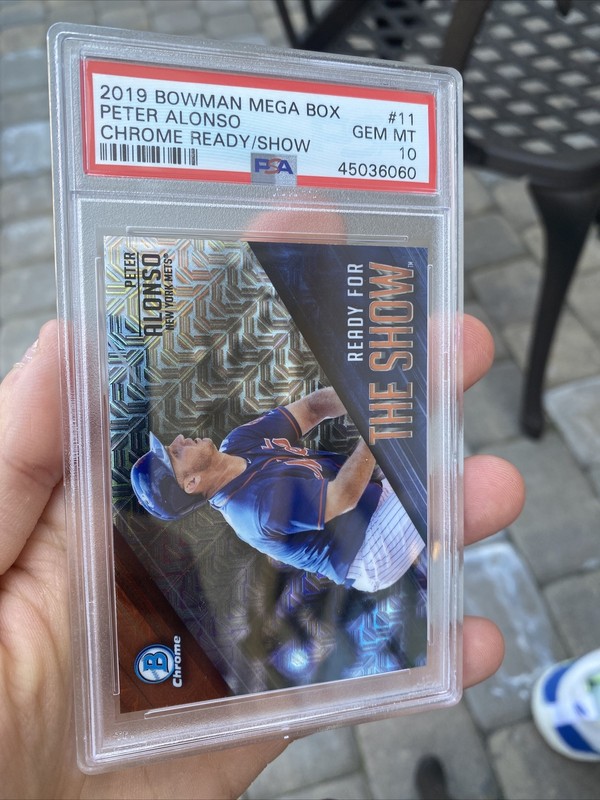 2019 BOWMAN MEGA BOX #11
PETER ALONSO GEM MT
CHROME READY/SHOW 10
PSA 45036060
PETER
ALONSO
NEW YORK METS®
READY FOR
THE SHOW™
B
Chrome